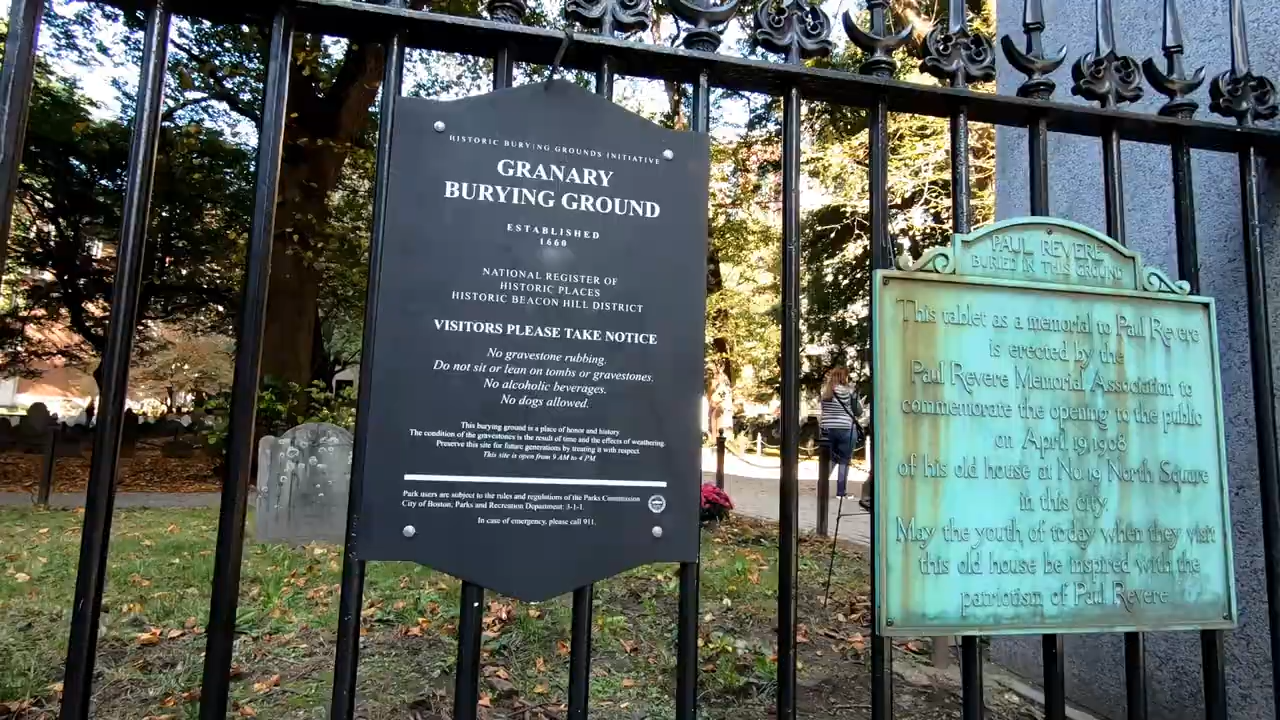 HISTORIC BURYING GROUNDS INITIATIVE
GRANARY
BURYING GROUND
ESTABLISHED
1660
NATIONAL REGISTER OF
HISTORIC PLACES
HISTORIC BEACON HILL DISTRICT
VISITORS PLEASE TAKE NOTICE
No gravestone rubbing.
Do not sit or lean on tombs or gravestones.
No alcoholic beverages.
No dogs allowed.
This burying ground is a place of honor and history
The condition of the gravestones is the result of time and the effects of weathering.
Preserve this site for future generations by treating it with respect
This site is open from 9 AM to 4 PM
Park users are subject to the rules and regulations of the Parks Commission
City of Boston, Parks and Recreation Department: 3-1-1.
In case of emergency, please call 911.
PAUL REVERE
BURIED IN THIS GROUND
This tablet as a memorial to Paul Revere
is erected by the
Paul Revere Memorial Association to
commemorate the opening to the public
on April 19, 1908
of his old house at No. 19 North Square
in this city.
May the youth of today when they visit
this old house be inspired with the
patriotism of Paul Revere